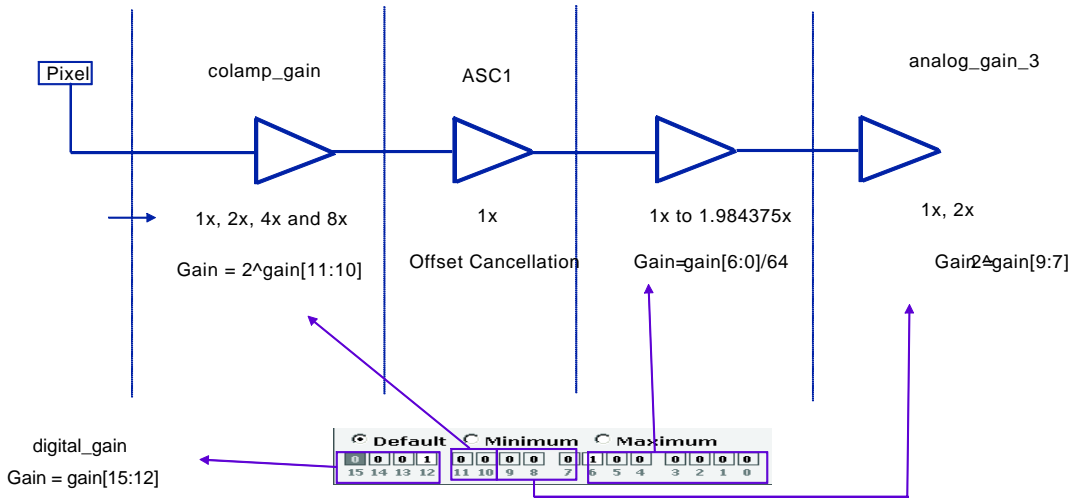 Pixel
colamp_gain
ASC1
analog_gain_3
1x, 2x, 4x and 8x
1x
1x to 1.984375x
1x, 2x
Gain = 2^gain[11:10]
Offset Cancellation
Gain=gain[6:0]/64
Gain=2^gain[9:7]
digital_gain
Gain = gain[15:12]
Default Minimum Maximum
0 0 0 1 0 0 0 0 0 1 0 0 0 0 0 0
15 14 13 12 11 10 9 8 7 6 5 4 3 2 1 0